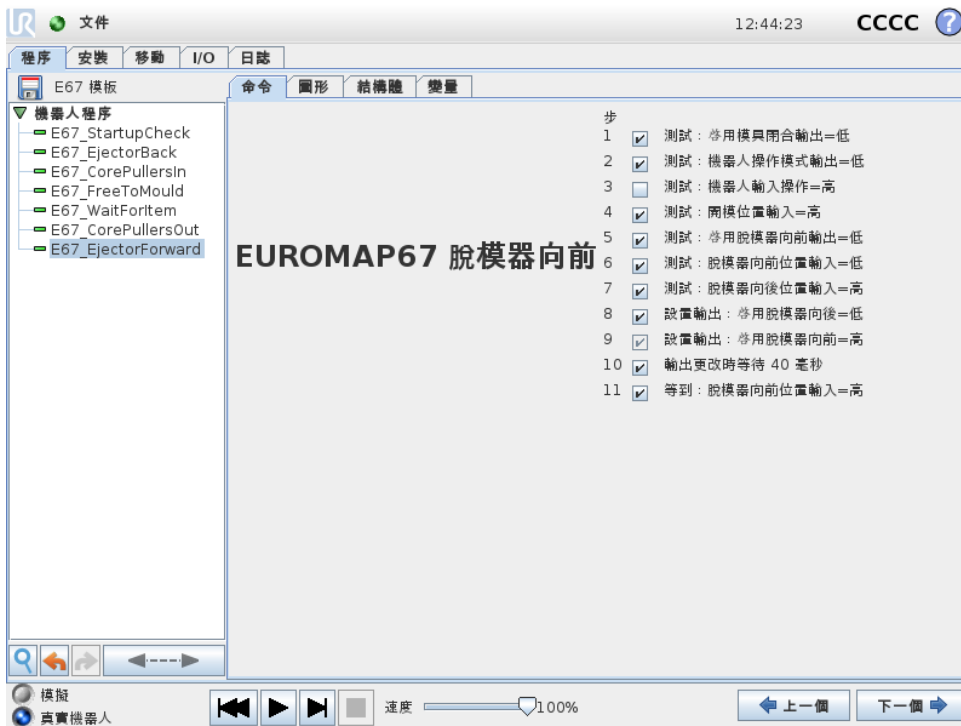 UR 文件 12:44:23 CCCC ?
程序 安裝 移動 I/O 日誌
E67 模板
命令 圖形 結構體 變量
機器人程序
E67_StartupCheck
E67_EjectorBack
E67_CorePullersIn
E67_FreeToMould
E67_WaitForItem
E67_CorePullersOut
E67_EjectorForward
EUROMAP67 脫模器向前
步
1 測試：啓用模具閉合輸出=低
2 測試：機器人操作模式輸出=低
3 測試：機器人輸入操作=高
4 測試：開模位置輸入=高
5 測試：啓用脫模器向前輸出=低
6 測試：脫模器向前位置輸入=低
7 測試：脫模器向後位置輸入=高
8 設置輸出：啓用脫模器向後=低
9 設置輸出：啓用脫模器向前=高
10 輸出更改時等待 40 毫秒
11 等到：脫模器向前位置輸入=高
模擬
真實機器人
速度 100%
上一個 下一個